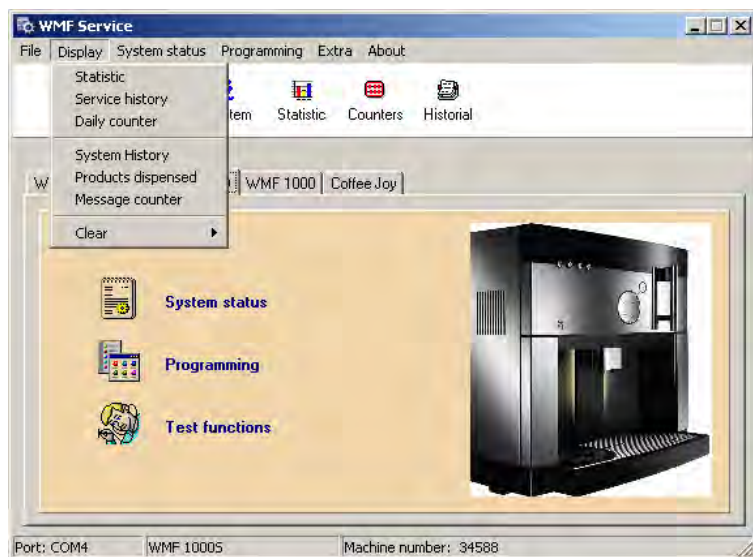 WMF Service
File Display System status Programming Extra About
Statistic
Service history
Daily counter
System History
Products dispensed
Message counter
Clear
tem Statistic Counters Historial
W WMF 1000 Coffee Joy
System status
Programming
Test functions
Port: COM4 WMF 1000S Machine number: 34588